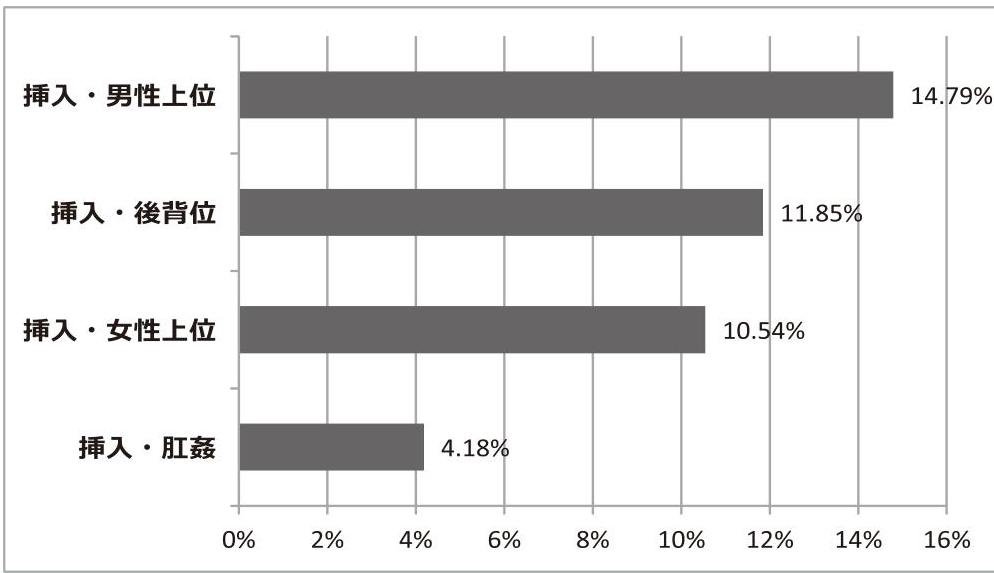 挿入・男性上位 14.79%
挿入・後背位 11.85%
挿入・女性上位 10.54%
挿入・肛姦 4.18%
0% 2% 4% 6% 8% 10% 12% 14% 16%